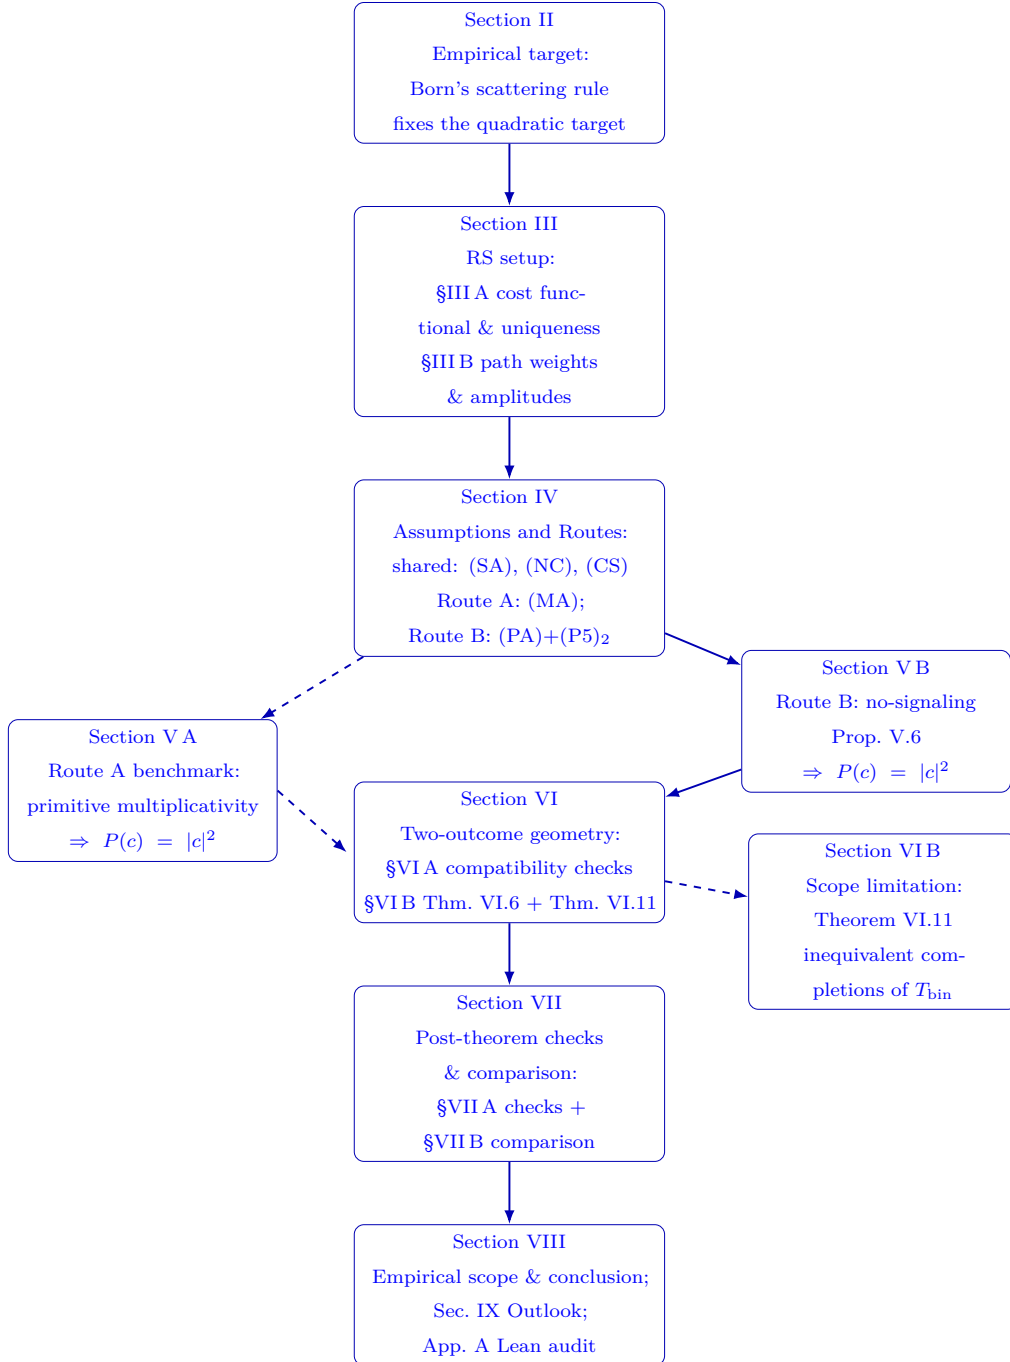 Section II
Empirical target:
Born's scattering rule
fixes the quadratic target
Section III
RS setup:
§III A cost func-
tional & uniqueness
§III B path weights
& amplitudes
Section IV
Assumptions and Routes:
shared: (SA), (NC), (CS)
Route A: (MA);
Route B: (PA)+(P5)₂
Section V B
Route B: no-signaling
Prop. V.6
⇒ P(c) = |c|²
Section V A
Route A benchmark:
primitive multiplicativity
⇒ P(c) = |c|²
Section VI
Two-outcome geometry:
§VI A compatibility checks
§VI B Thm. VI.6 + Thm. VI.11
Section VI B
Scope limitation:
Theorem VI.11
inequivalent com-
pletions of T_bin
Section VII
Post-theorem checks
& comparison:
§VII A checks +
§VII B comparison
Section VIII
Empirical scope & conclusion;
Sec. IX Outlook;
App. A Lean audit